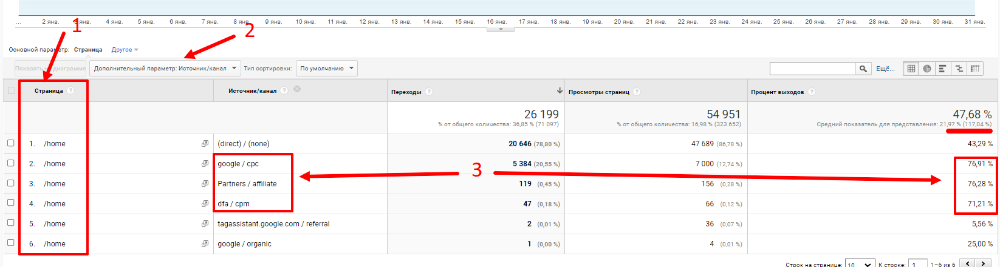 ... 2 янв. 3 янв. 4 янв. 5 янв. 6 янв. 7 янв. 8 янв. 9 янв. 10 янв. 11 янв. 12 янв. 13 янв. 14 янв. 15 янв. 16 янв. 17 янв. 18 янв. 19 янв. 20 янв. 21 янв. 22 янв. 23 янв. 24 янв. 25 янв. 26 янв. 27 янв. 28 янв. 29 янв. 30 янв. 31 янв.
1 2
Основной параметр: Страница Другое
Показать на диаграмме Дополнительный параметр: Источник/канал Тип сортировки: По умолчанию Ещё...
Страница ? Источник/канал ? Переходы ? Просмотры страниц ? Процент выходов ?
26 199 54 951 47,68 %
% от общего количества: 36,85 % (71 097) % от общего количества: 16,98 % (323 652) Средний показатель для представления: 21,97 % (117,04 %)
1. /home (direct) / (none) 20 646 (78,80 %) 47 689 (86,78 %) 43,29 %
2. /home google / cpc 5 384 (20,55 %) 7 000 (12,74 %) 76,91 %
3
3. /home Partners / affiliate 119 (0,45 %) 156 (0,28 %) 76,28 %
4. /home dfa / cpm 47 (0,18 %) 66 (0,12 %) 71,21 %
5. /home tagassistant.google.com / referral 2 (0,01 %) 36 (0,07 %) 5,56 %
6. /home google / organic 1 (0,00 %) 4 (0,01 %) 25,00 %
Строк на странице: 10 К строке: 1 1–6 из 6